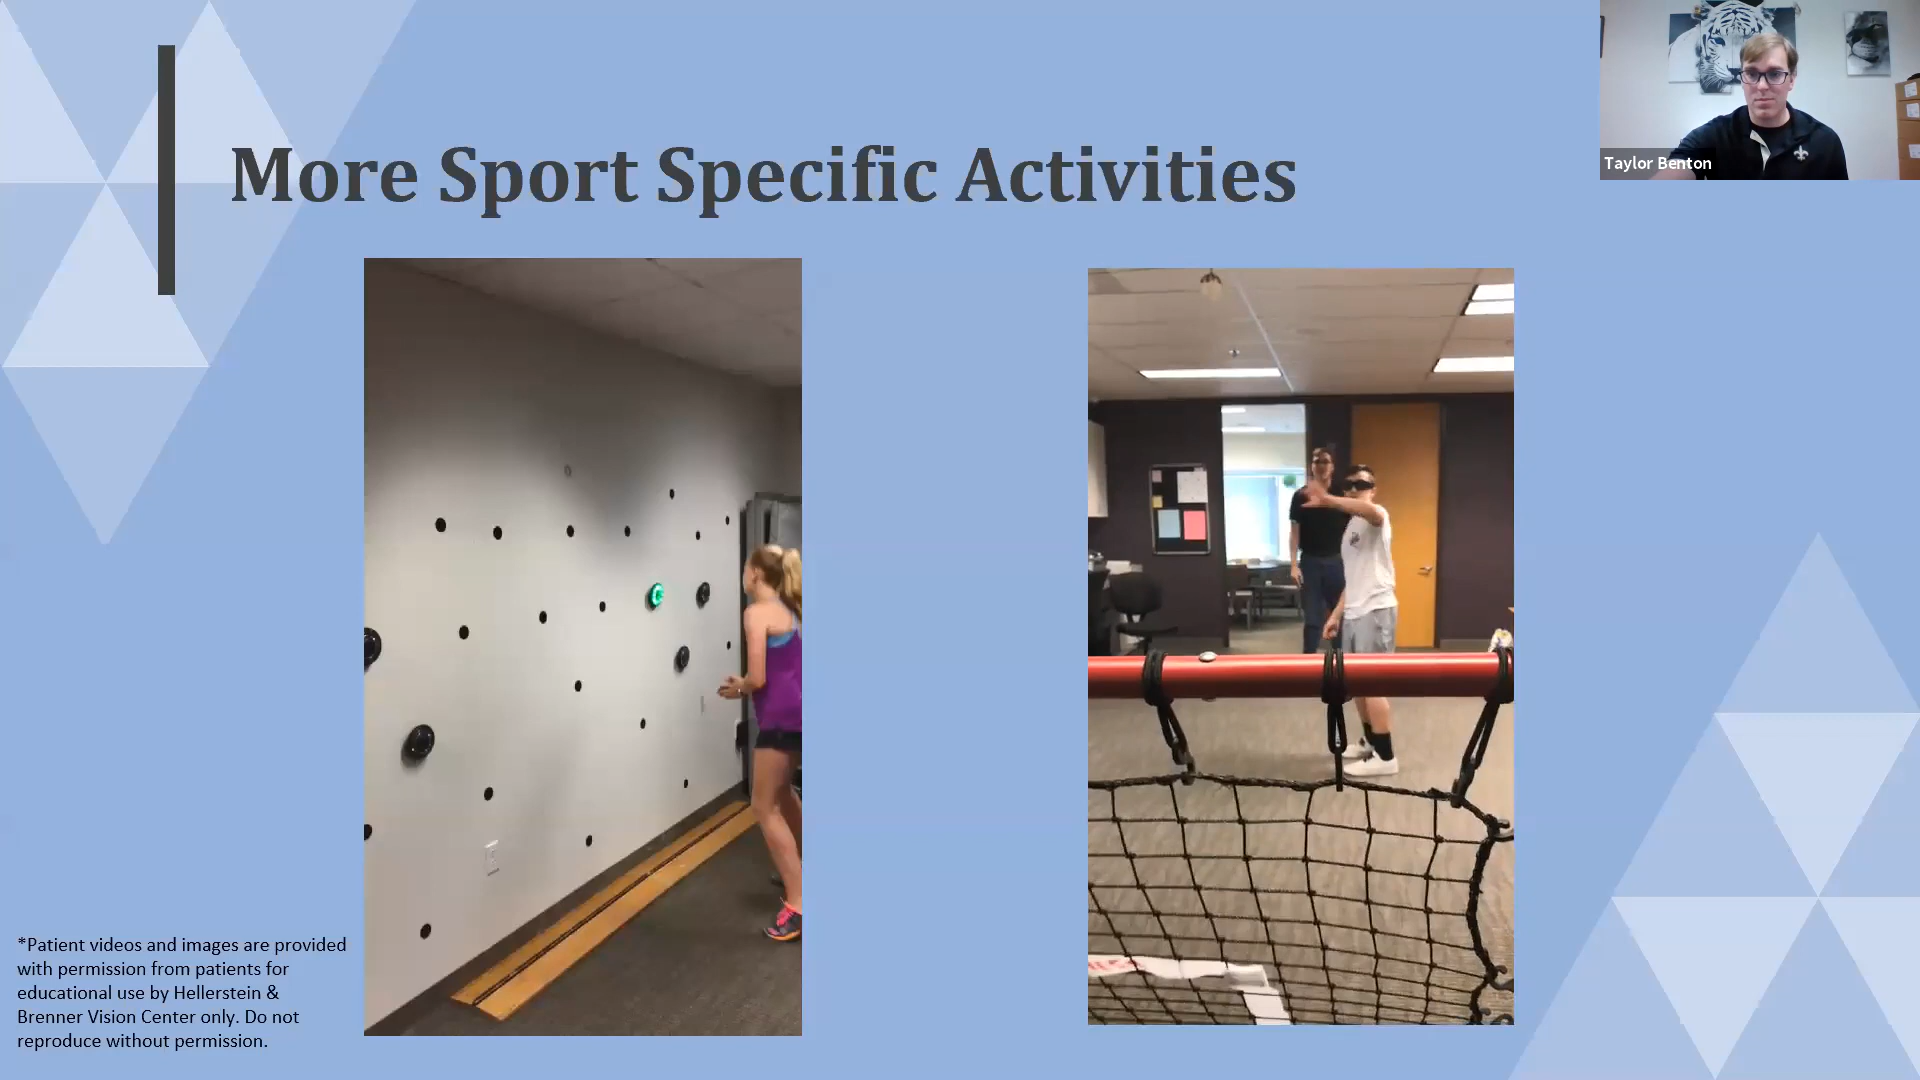 More Sport Specific Activities
Taylor Benton
*Patient videos and images are provided
with permission from patients for
educational use by Hellerstein &
Brenner Vision Center only. Do not
reproduce without permission.